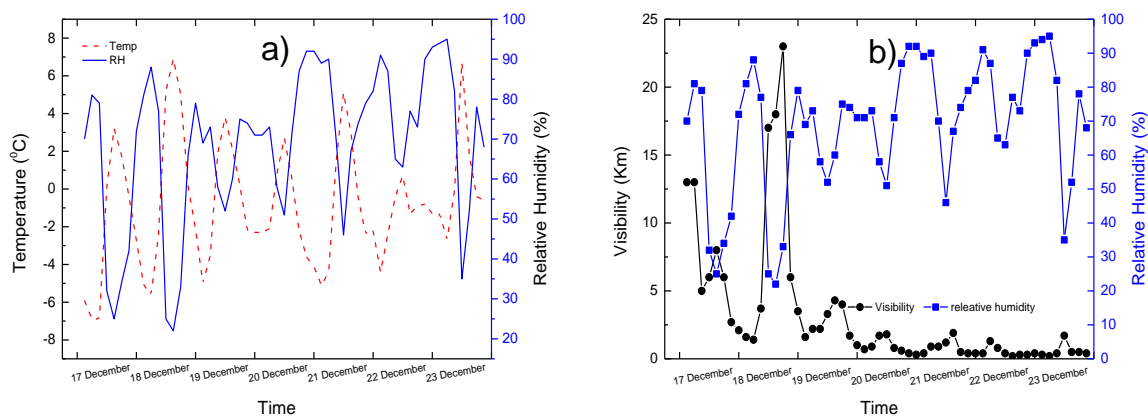 a)
Temp
RH
8
6
4
2
0
-2
-4
-6
-8
Temperature (⁰C)
100
90
80
70
60
50
40
30
20
Relative Humidity (%)
17 December
18 December
19 December
20 December
21 December
22 December
23 December
Time
b)
25
20
15
10
5
0
Visibility (Km)
Visibility
releative humidity
100
90
80
70
60
50
40
30
20
10
0
Relative Humidity (%)
17 December
18 December
19 December
20 December
21 December
22 December
23 December
Time